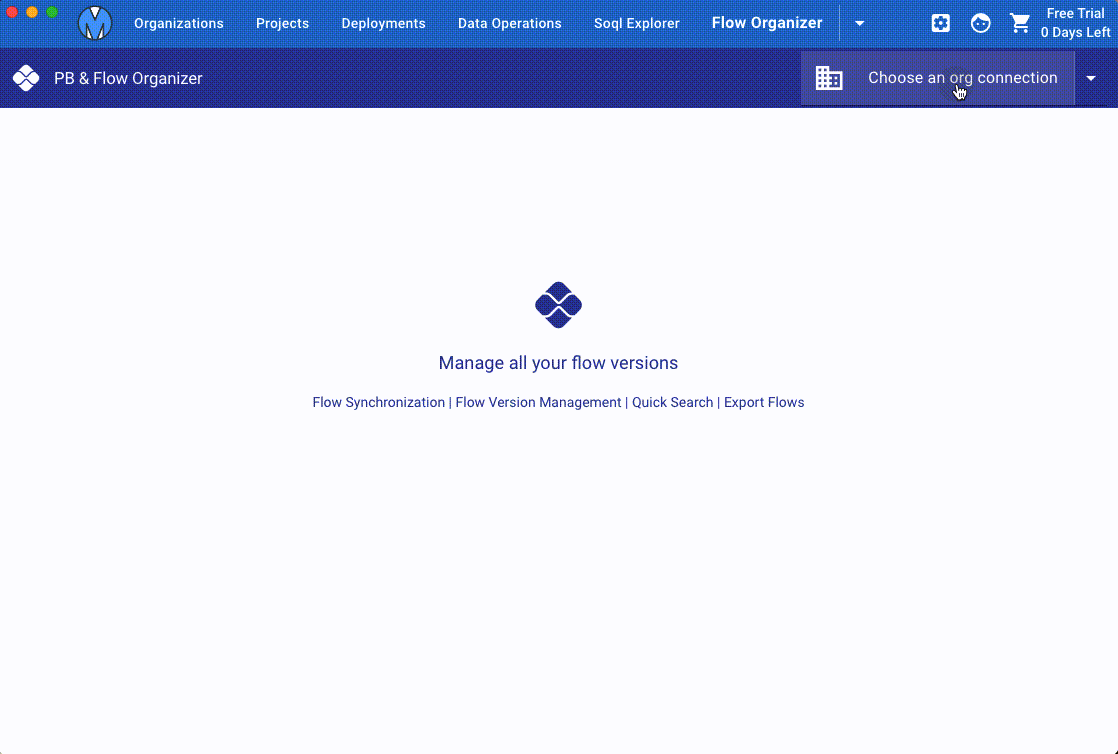 Organizations Projects Deployments Data Operations Soql Explorer Flow Organizer
Free Trial
0 Days Left
PB & Flow Organizer
Choose an org connection
Manage all your flow versions
Flow Synchronization | Flow Version Management | Quick Search | Export Flows